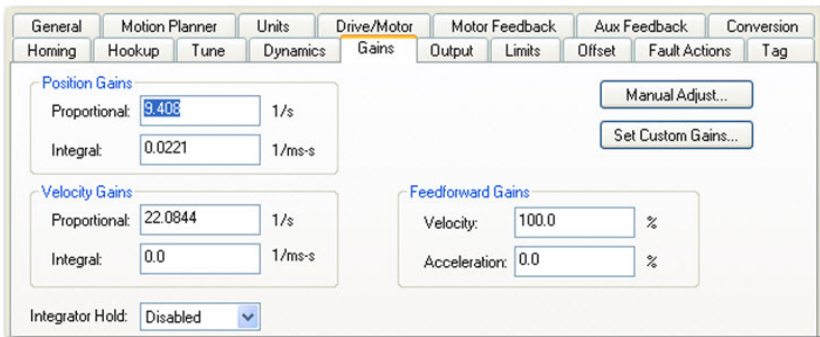 General Motion Planner Units Drive/Motor Motor Feedback Aux Feedback Conversion
Homing Hookup Tune Dynamics Gains Output Limits Offset Fault Actions Tag
Position Gains
Proportional: 9.408 1/s
Integral: 0.0221 1/ms-s
Manual Adjust...
Set Custom Gains...
Velocity Gains
Proportional: 22.0844 1/s
Integral: 0.0 1/ms-s
Feedforward Gains
Velocity: 100.0 %
Acceleration: 0.0 %
Integrator Hold: Disabled